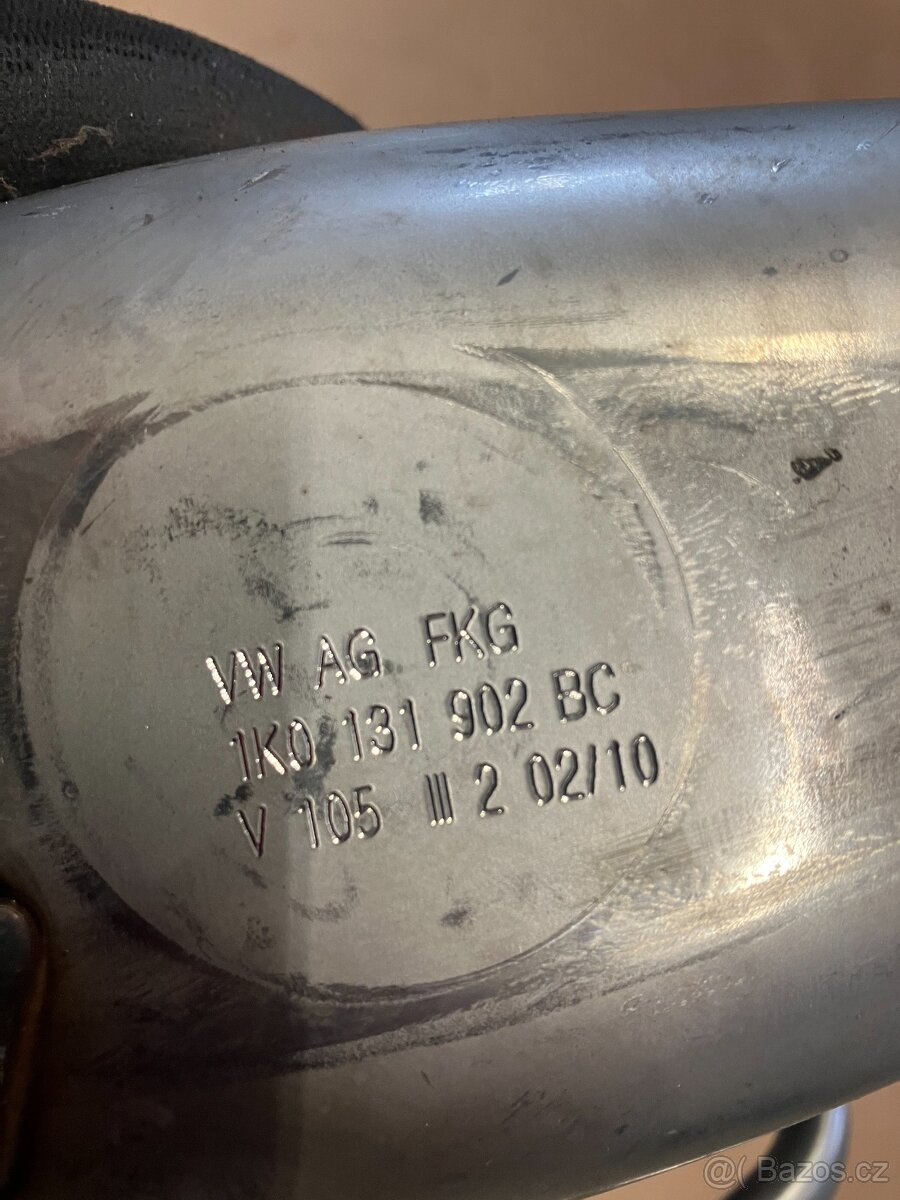 VW AG FKG
1K0 131 902 BC
V 105 III 2 02/10
@( Bazos.cz